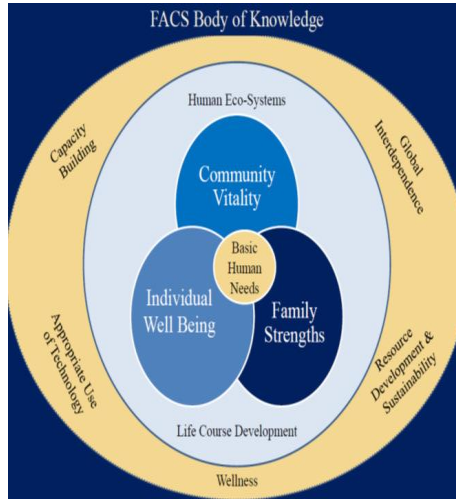 FACS Body of Knowledge
Human Eco-Systems
Capacity
Building
Global
Interdependence
Community
Vitality
Basic
Human
Needs
Individual
Well Being
Family
Strengths
Appropriate Use
of Technology
Resource
Development &
Sustainability
Life Course Development
Wellness